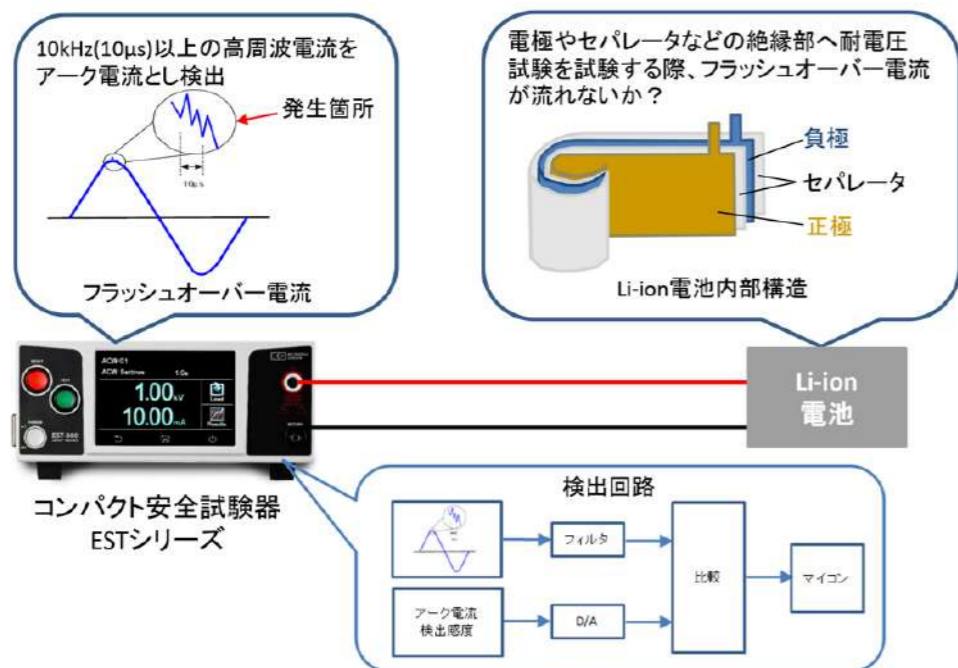 10kHz(10μs)以上の高周波電流を
アーク電流とし検出
発生箇所
10μs
フラッシュオーバー電流
電極やセパレータなどの絶縁部へ耐電圧
試験を試験する際、フラッシュオーバー電流
が流れないか?
負極
セパレータ
正極
Li-ion電池内部構造
ACW-01
ACW Settings
1.00kV
10.00mA
Load
EST-300
Li-ion
電池
コンパクト安全試験器
ESTシリーズ
検出回路
フィルタ
比較
マイコン
アーク電流
検出感度
D/A